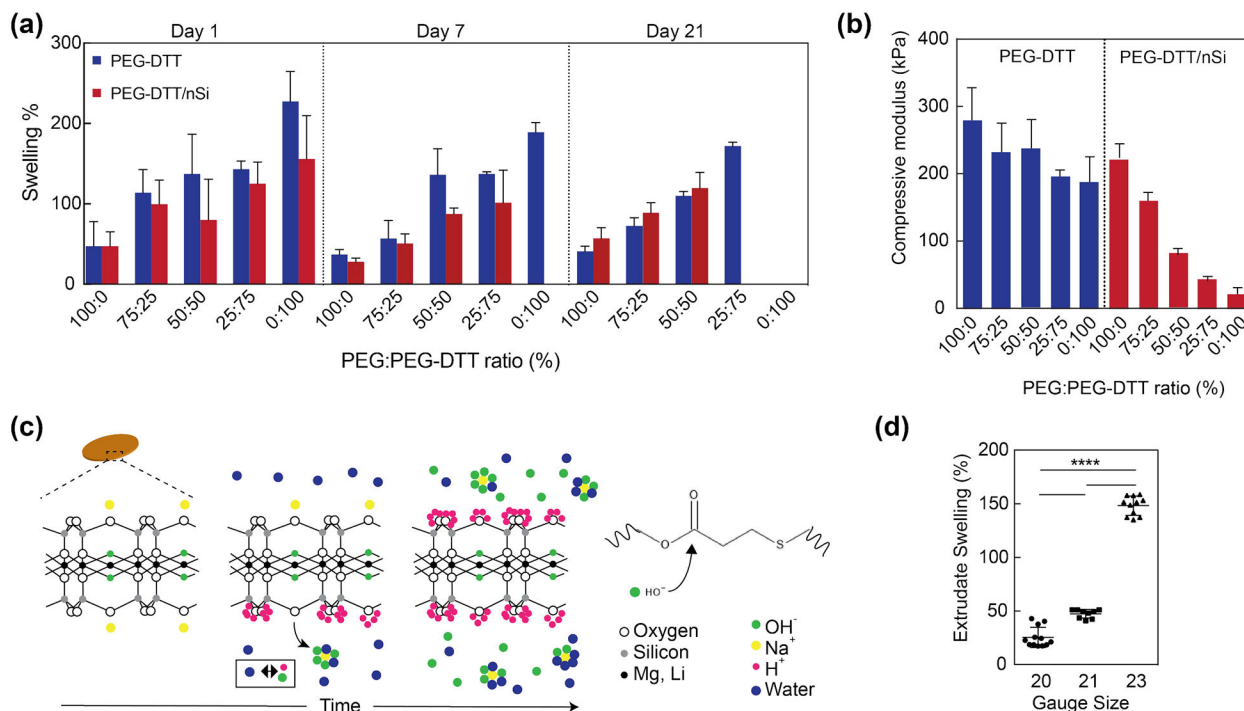 (a)
Day 1
Day 7
Day 21
300
200
100
0
Swelling %
PEG-DTT
PEG-DTT/nSi
100:0
75:25
50:50
25:75
0:100
100:0
75:25
50:50
25:75
0:100
100:0
75:25
50:50
25:75
0:100
PEG:PEG-DTT ratio (%)
(b)
400
300
200
100
0
Compressive modulus (kPa)
PEG-DTT
PEG-DTT/nSi
100:0
75:25
50:50
25:75
0:100
100:0
75:25
50:50
25:75
0:100
PEG:PEG-DTT ratio (%)
(c)
Time
O
O
S
HO⁻
Oxygen
Silicon
Mg, Li
OH⁻
Na⁺
H⁺
Water
(d)
200
150
100
50
0
Extrudate Swelling (%)
****
20 21 23
Gauge Size